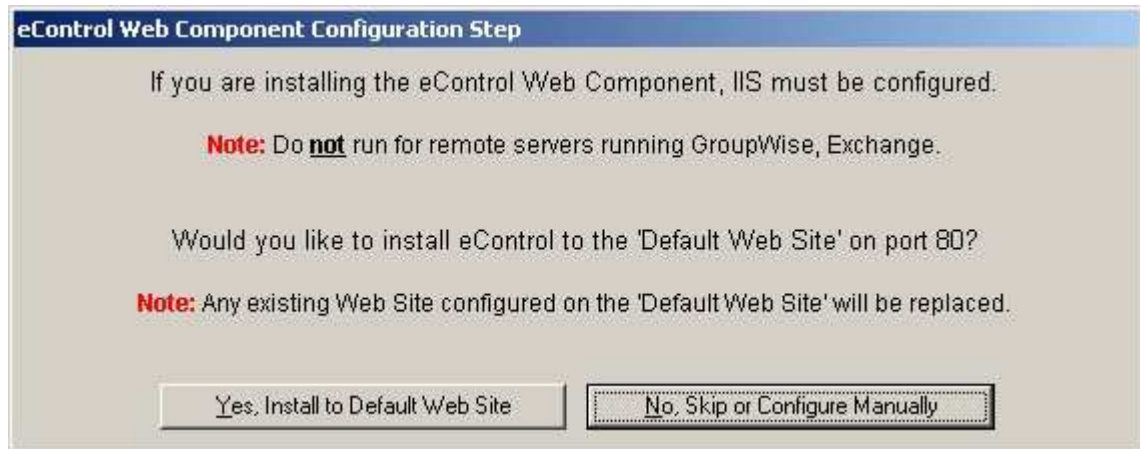 eControl Web Component Configuration Step
If you are installing the eControl Web Component, IIS must be configured.
Note: Do not run for remote servers running GroupWise, Exchange.
Would you like to install eControl to the 'Default Web Site' on port 80?
Note: Any existing Web Site configured on the 'Default Web Site' will be replaced.
Yes, Install to Default Web Site
No, Skip or Configure Manually